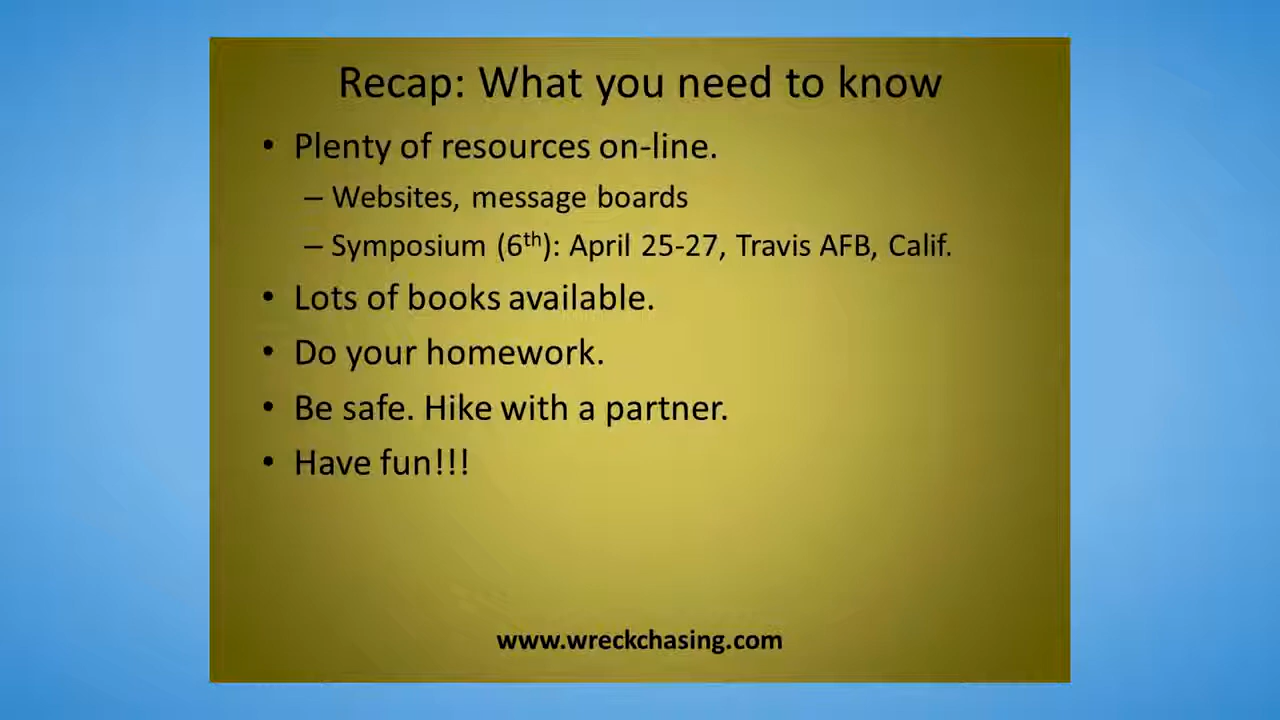 Recap: What you need to know
• Plenty of resources on-line.
– Websites, message boards
– Symposium (6th): April 25-27, Travis AFB, Calif.
• Lots of books available.
• Do your homework.
• Be safe. Hike with a partner.
• Have fun!!!
www.wreckchasing.com